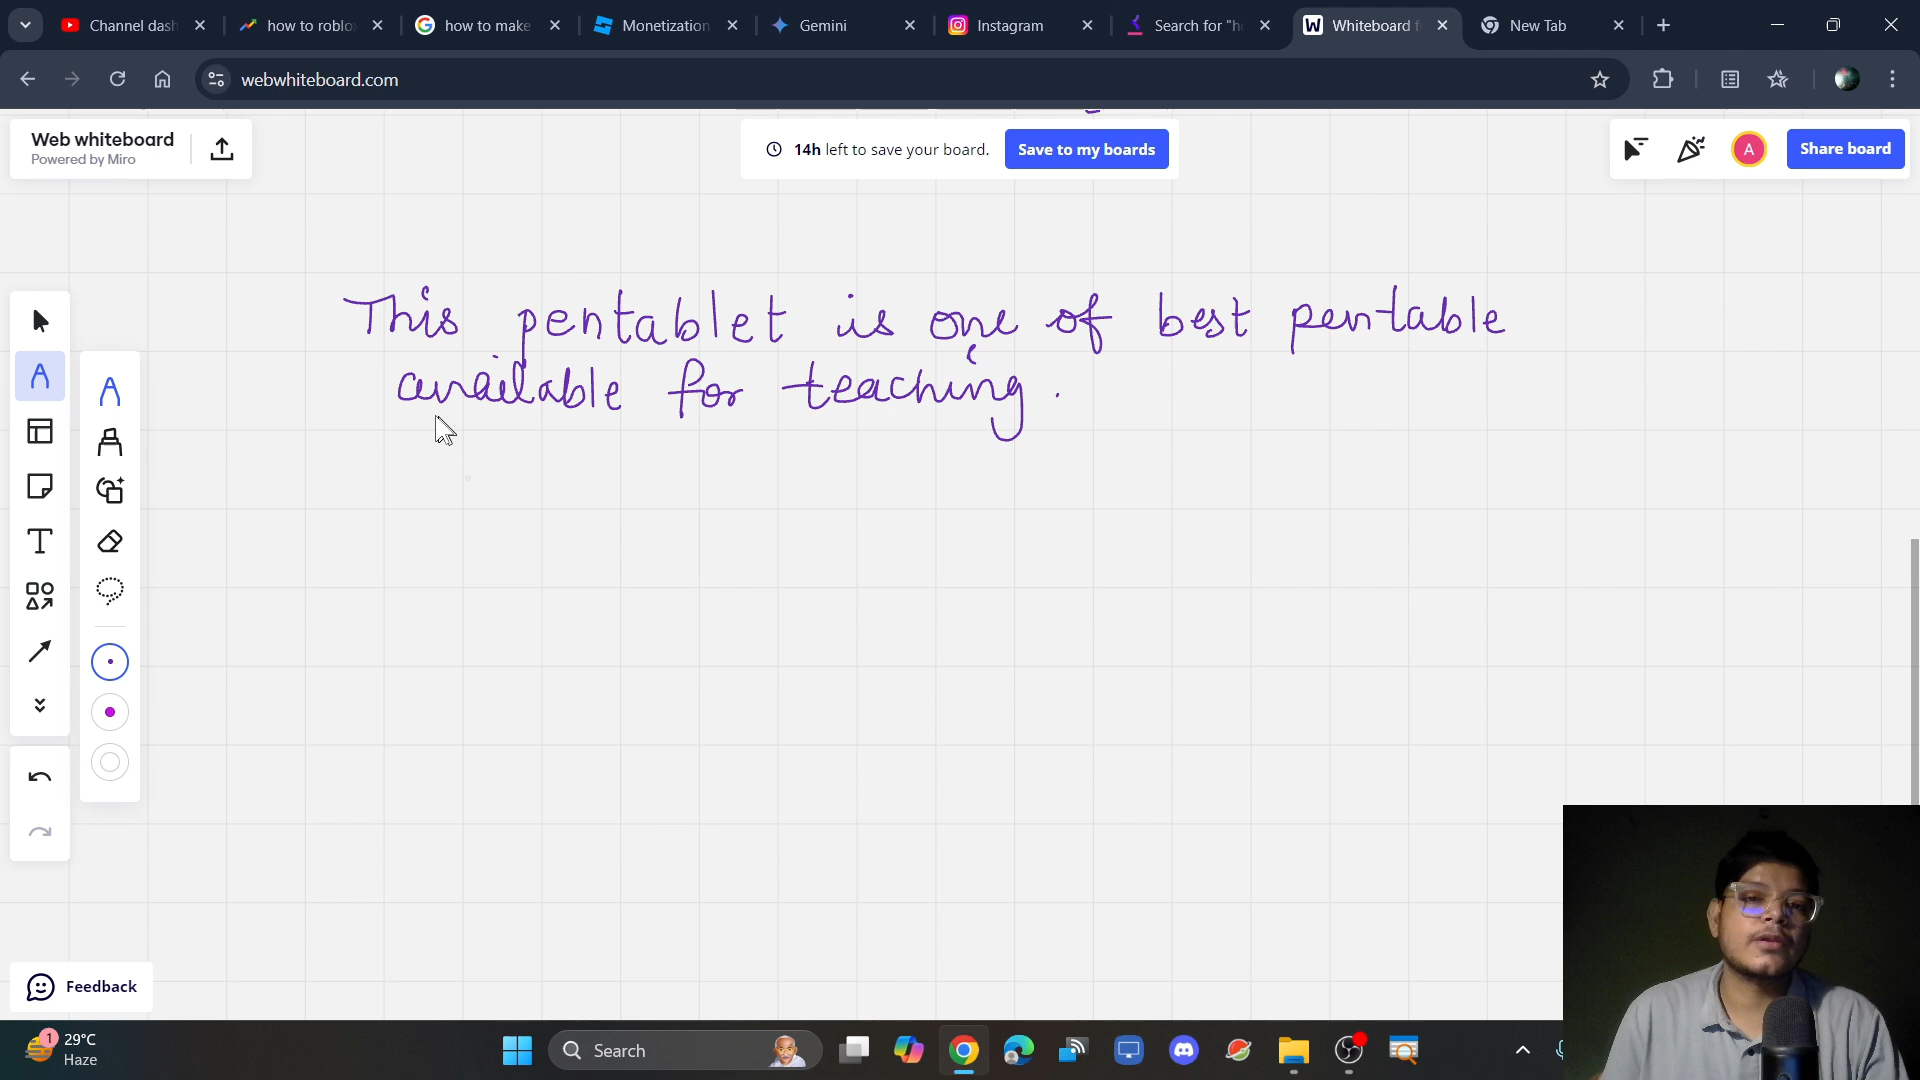 Channel dash
how to roblo
how to make
Monetization
Gemini
Instagram
Search for "h
Whiteboard f
New Tab
webwhiteboard.com
Web whiteboard
Powered by Miro
14h left to save your board.
Save to my boards
A
Share board
This pentablet is one of best pentable
available for teaching.
Feedback
1
29°C
Haze
Search